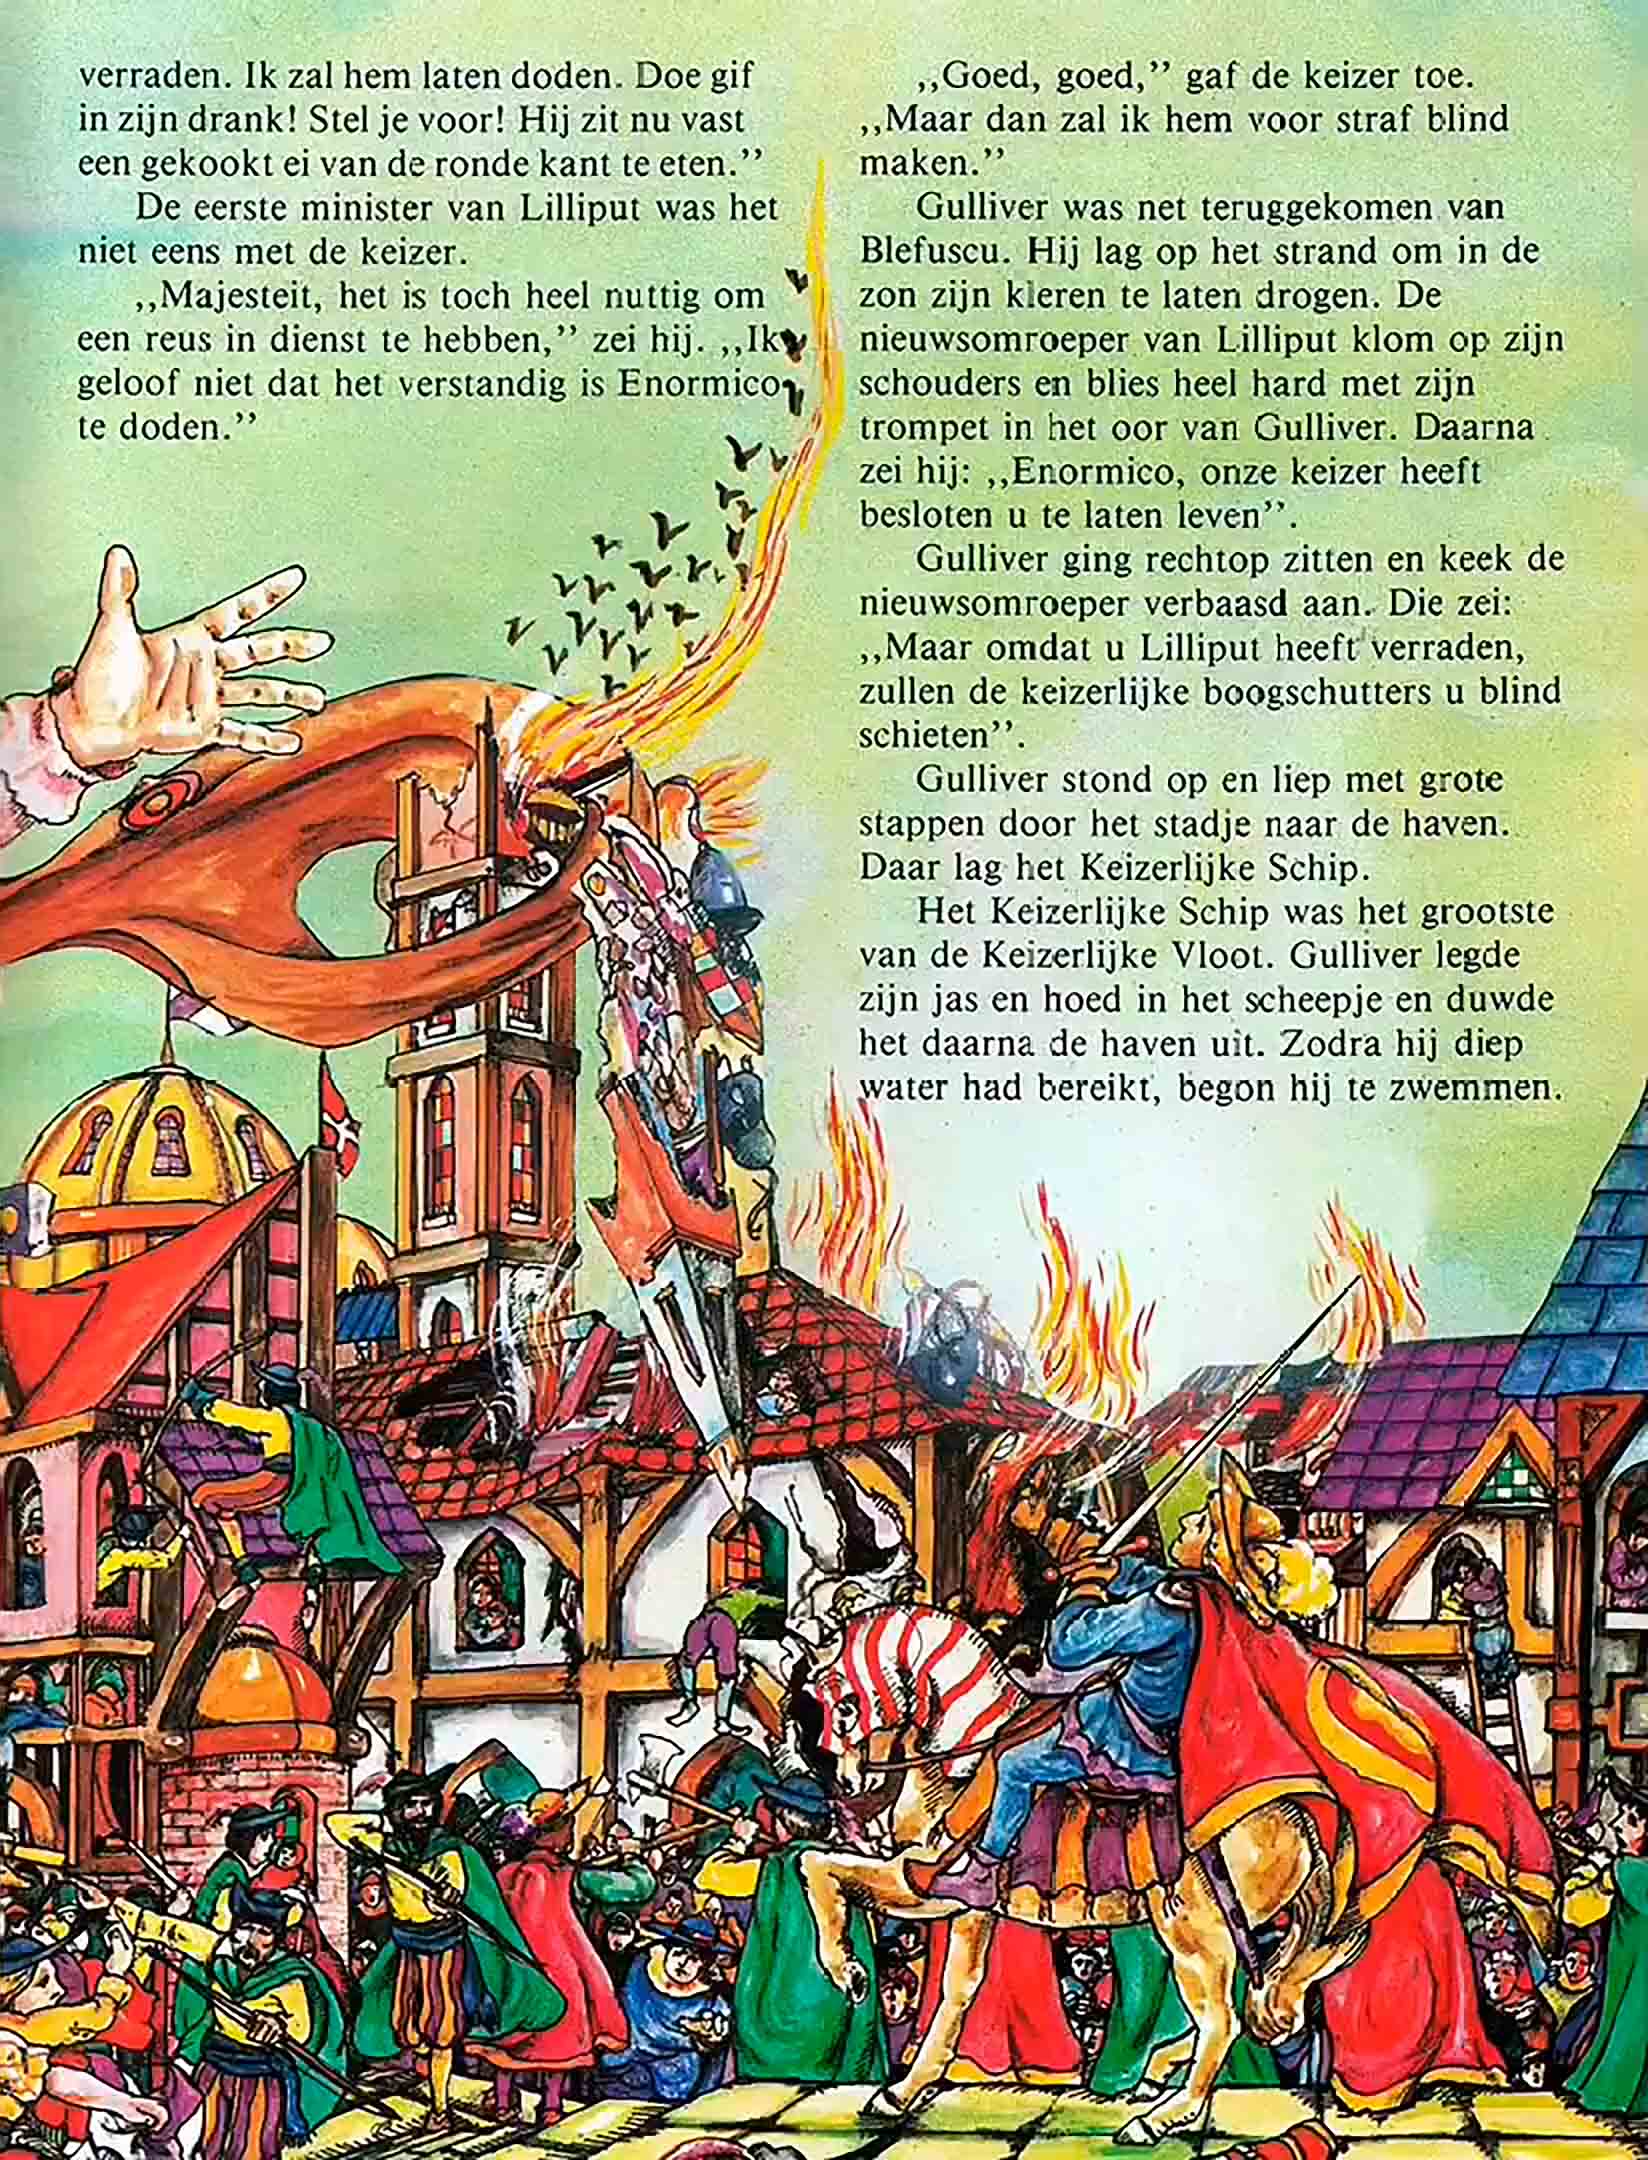 verraden. Ik zal hem laten doden. Doe gif
in zijn drank! Stel je voor! Hij zit nu vast
een gekookt ei van de ronde kant te eten.’’
De eerste minister van Lilliput was het
niet eens met de keizer.
,,Majesteit, het is toch heel nuttig om
een reus in dienst te hebben,’’ zei hij. ,,Ik
geloof niet dat het verstandig is Enormico
te doden.’’
,,Goed, goed,’’ gaf de keizer toe.
,,Maar dan zal ik hem voor straf blind
maken.’’
Gulliver was net teruggekomen van
Blefuscu. Hij lag op het strand om in de
zon zijn kleren te laten drogen. De
nieuwsomroeper van Lilliput klom op zijn
schouders en blies heel hard met zijn
trompet in het oor van Gulliver. Daarna
zei hij: ,,Enormico, onze keizer heeft
besloten u te laten leven’’.
Gulliver ging rechtop zitten en keek de
nieuwsomroeper verbaasd aan. Die zei:
,,Maar omdat u Lilliput heeft verraden,
zullen de keizerlijke boogschutters u blind
schieten’’.
Gulliver stond op en liep met grote
stappen door het stadje naar de haven.
Daar lag het Keizerlijke Schip.
Het Keizerlijke Schip was het grootste
van de Keizerlijke Vloot. Gulliver legde
zijn jas en hoed in het scheepje en duwde
het daarna de haven uit. Zodra hij diep
water had bereikt, begon hij te zwemmen.